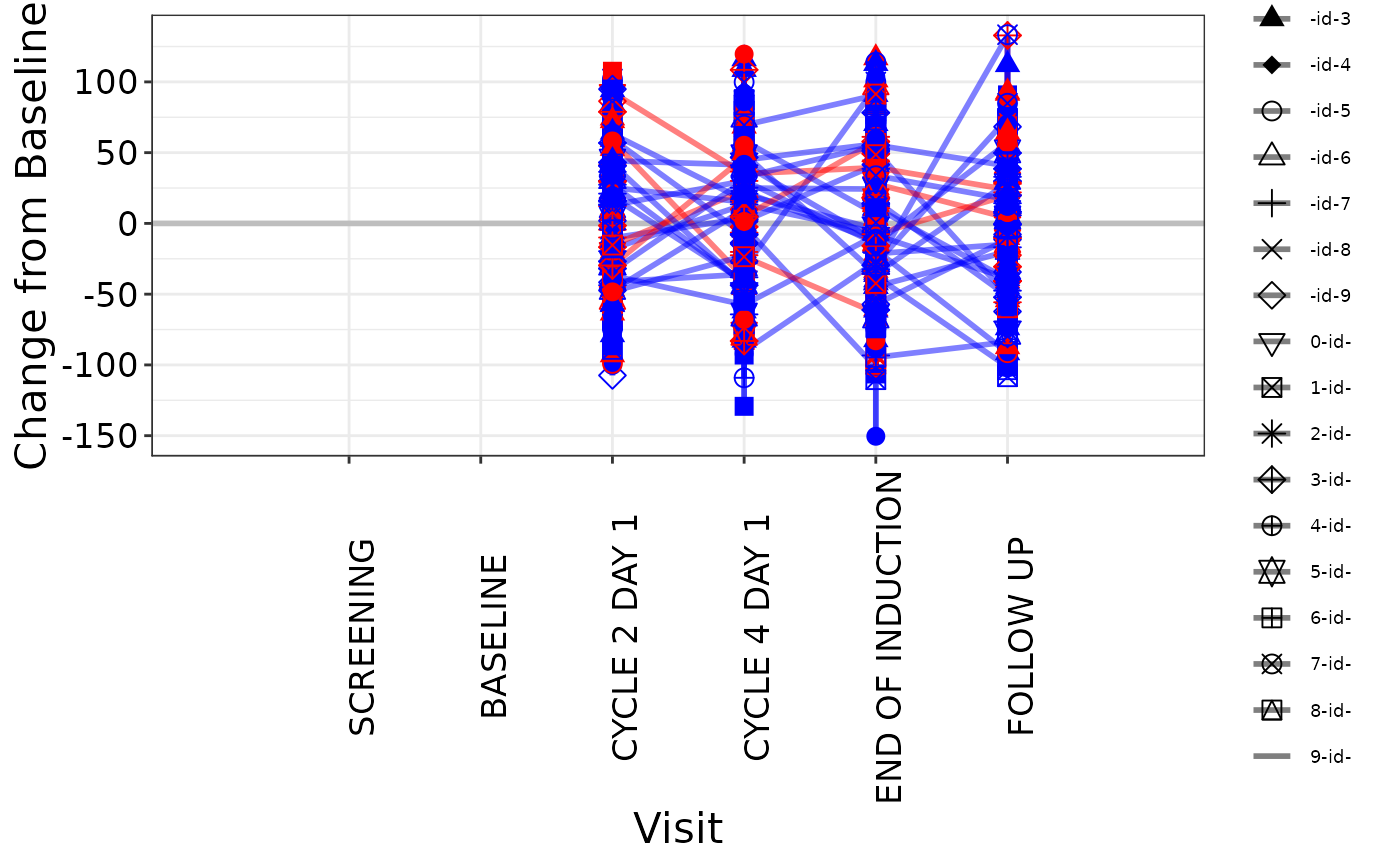 Change from Baseline
100
50
0
-50
-100
-150
SCREENING
BASELINE
CYCLE 2 DAY 1
CYCLE 4 DAY 1
END OF INDUCTION
FOLLOW UP
Visit
-id-3
-id-4
-id-5
-id-6
-id-7
-id-8
-id-9
0-id-
1-id-
2-id-
3-id-
4-id-
5-id-
6-id-
7-id-
8-id-
9-id-